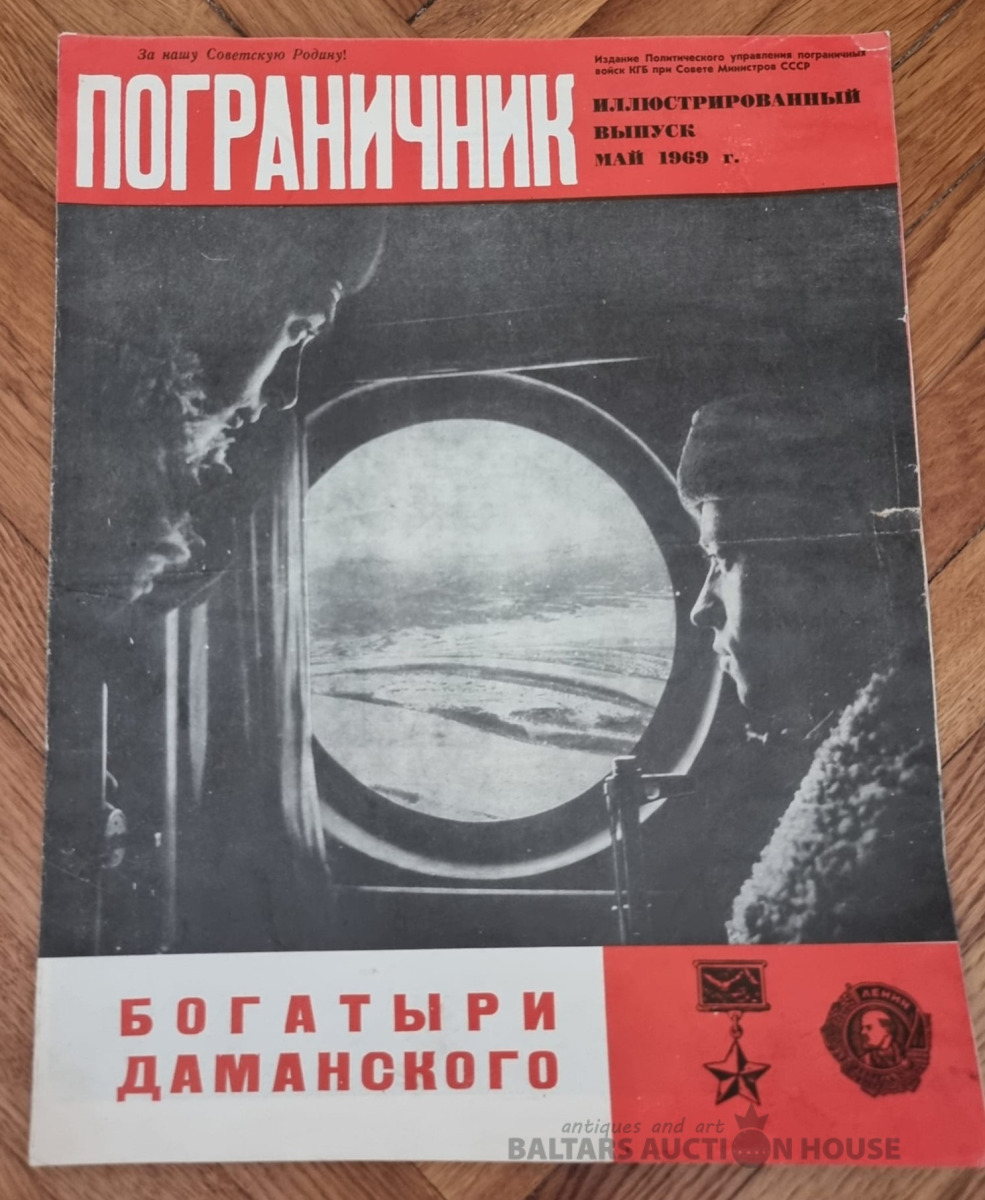 За нашу Советскую Родину!
ПОГРАНИЧНИК
Издание Политического управления пограничных
войск КГБ при Совете Министров СССР
ИЛЛЮСТРИРОВАННЫЙ
ВЫПУСК
МАЙ 1969 г.
БОГАТЫРИ
ДАМАНСКОГО
ЛЕНИН
antiques and art
BALTARS AUCTION HOUSE